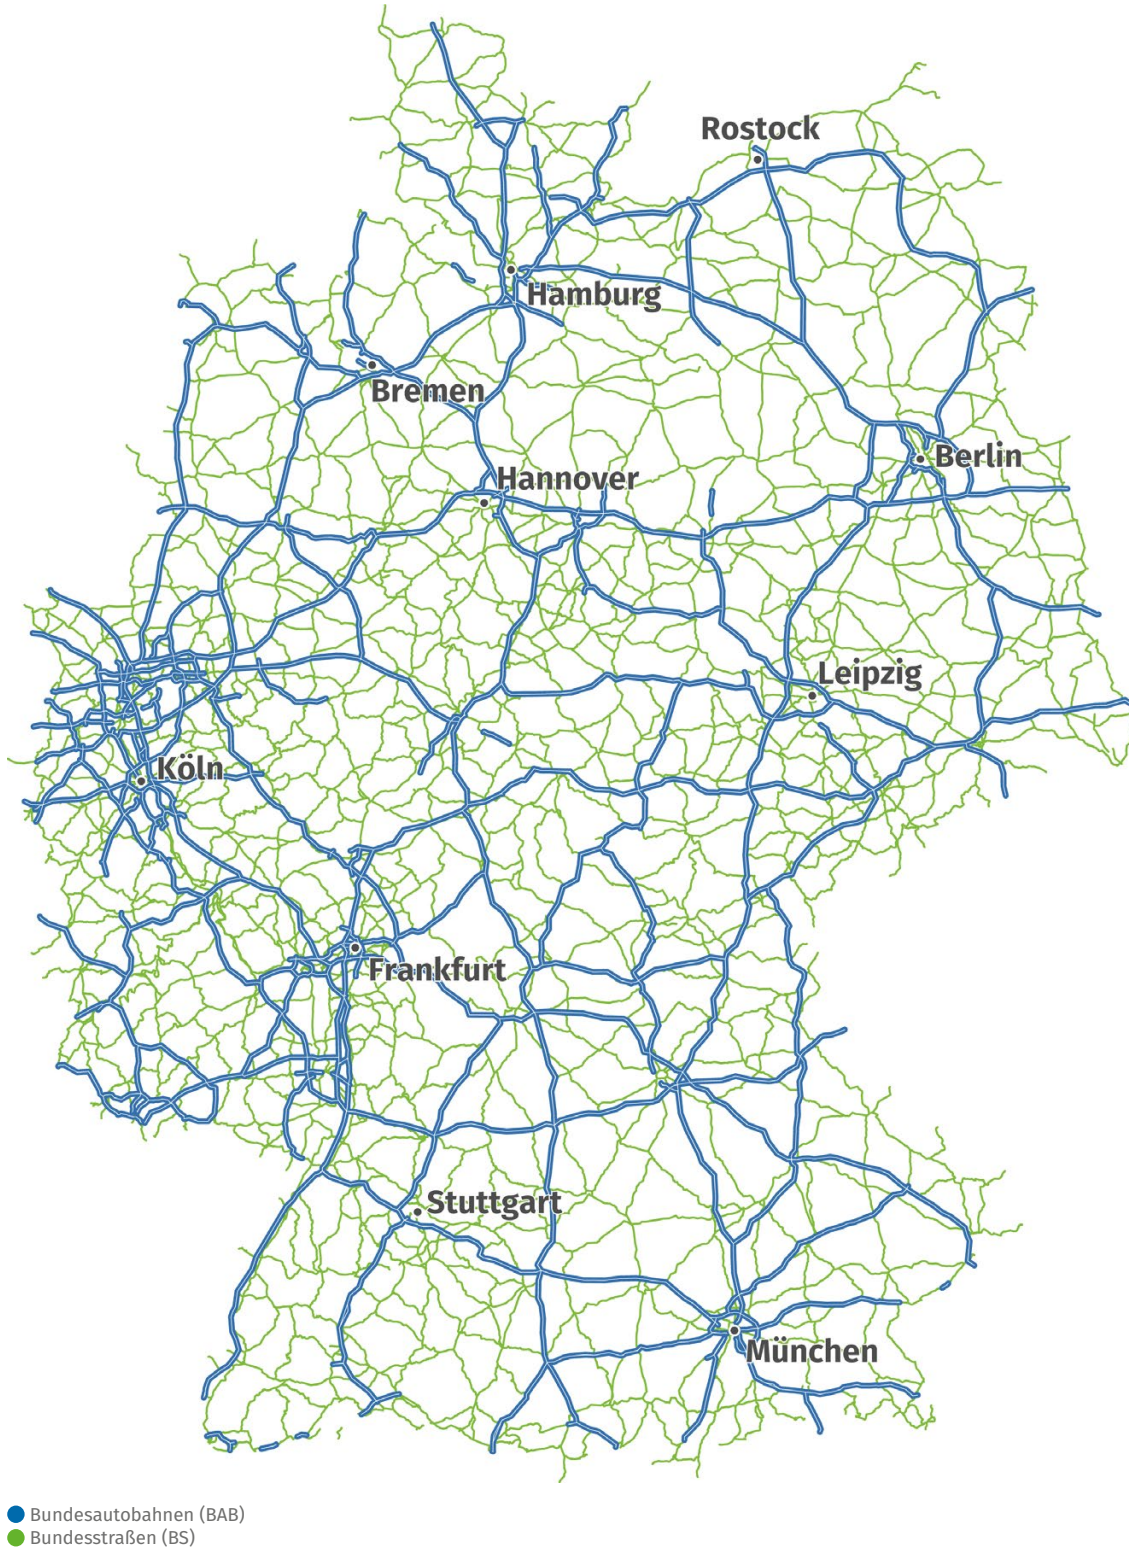 Rostock
Hamburg
Bremen
Berlin
Hannover
Leipzig
Köln
Frankfurt
Stuttgart
München
Bundesautobahnen (BAB)
Bundesstraßen (BS)